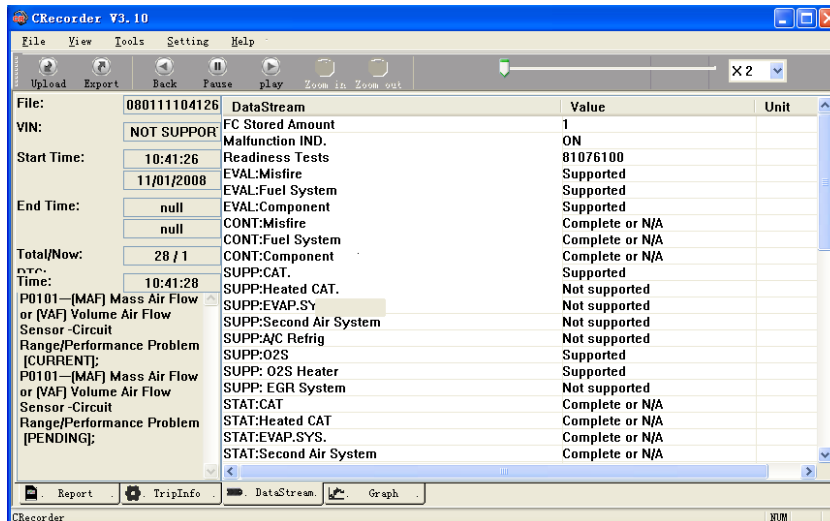 CRecorder V3.10
File View Tools Setting Help
Upload Export Back Pause play Zoom in Zoom out X 2
File: 080111104126
VIN: NOT SUPPOR
Start Time: 10:41:26
11/01/2008
End Time: null
null
Total/Now: 28 / 1
DTC:
Time: 10:41:28
P0101—(MAF) Mass Air Flow
or (VAF) Volume Air Flow
Sensor -Circuit
Range/Performance Problem
[CURRENT];
P0101—(MAF) Mass Air Flow
or (VAF) Volume Air Flow
Sensor -Circuit
Range/Performance Problem
[PENDING];
DataStream Value Unit
FC Stored Amount 1
Malfunction IND. ON
Readiness Tests 81076100
EVAL:Misfire Supported
EVAL:Fuel System Supported
EVAL:Component Supported
CONT:Misfire Complete or N/A
CONT:Fuel System Complete or N/A
CONT:Component Complete or N/A
SUPP:CAT. Supported
SUPP:Heated CAT. Not supported
SUPP:EVAP.SY Not supported
SUPP:Second Air System Not supported
SUPP:A/C Refrig Not supported
SUPP:O2S Supported
SUPP: O2S Heater Supported
SUPP: EGR System Not supported
STAT:CAT Complete or N/A
STAT:Heated CAT Complete or N/A
STAT:EVAP.SYS. Complete or N/A
STAT:Second Air System Complete or N/A
Report TripInfo DataStream Graph
CRecorder NUM